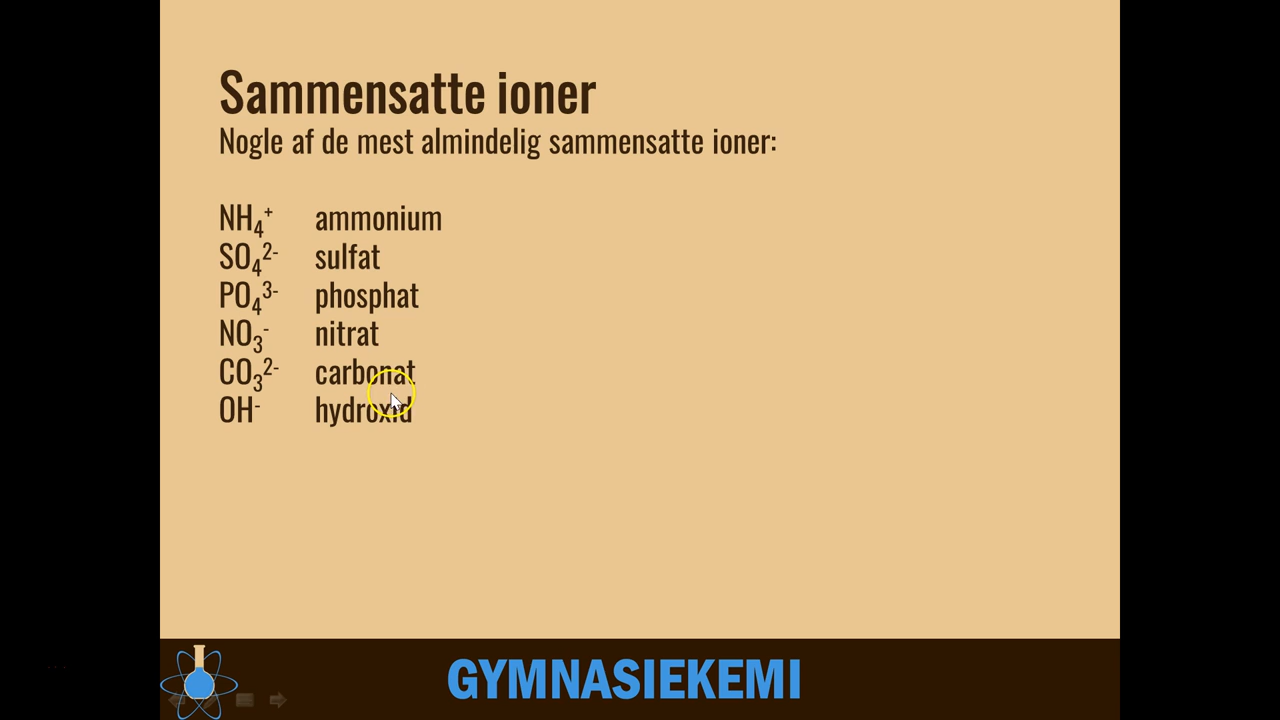 Sammensatte ioner
Nogle af de mest almindelig sammensatte ioner:
NH₄⁺ ammonium
SO₄²⁻ sulfat
PO₄³⁻ phosphat
NO₃⁻ nitrat
CO₃²⁻ carbonat
OH⁻ hydroxid
GYMNASIEKEMI